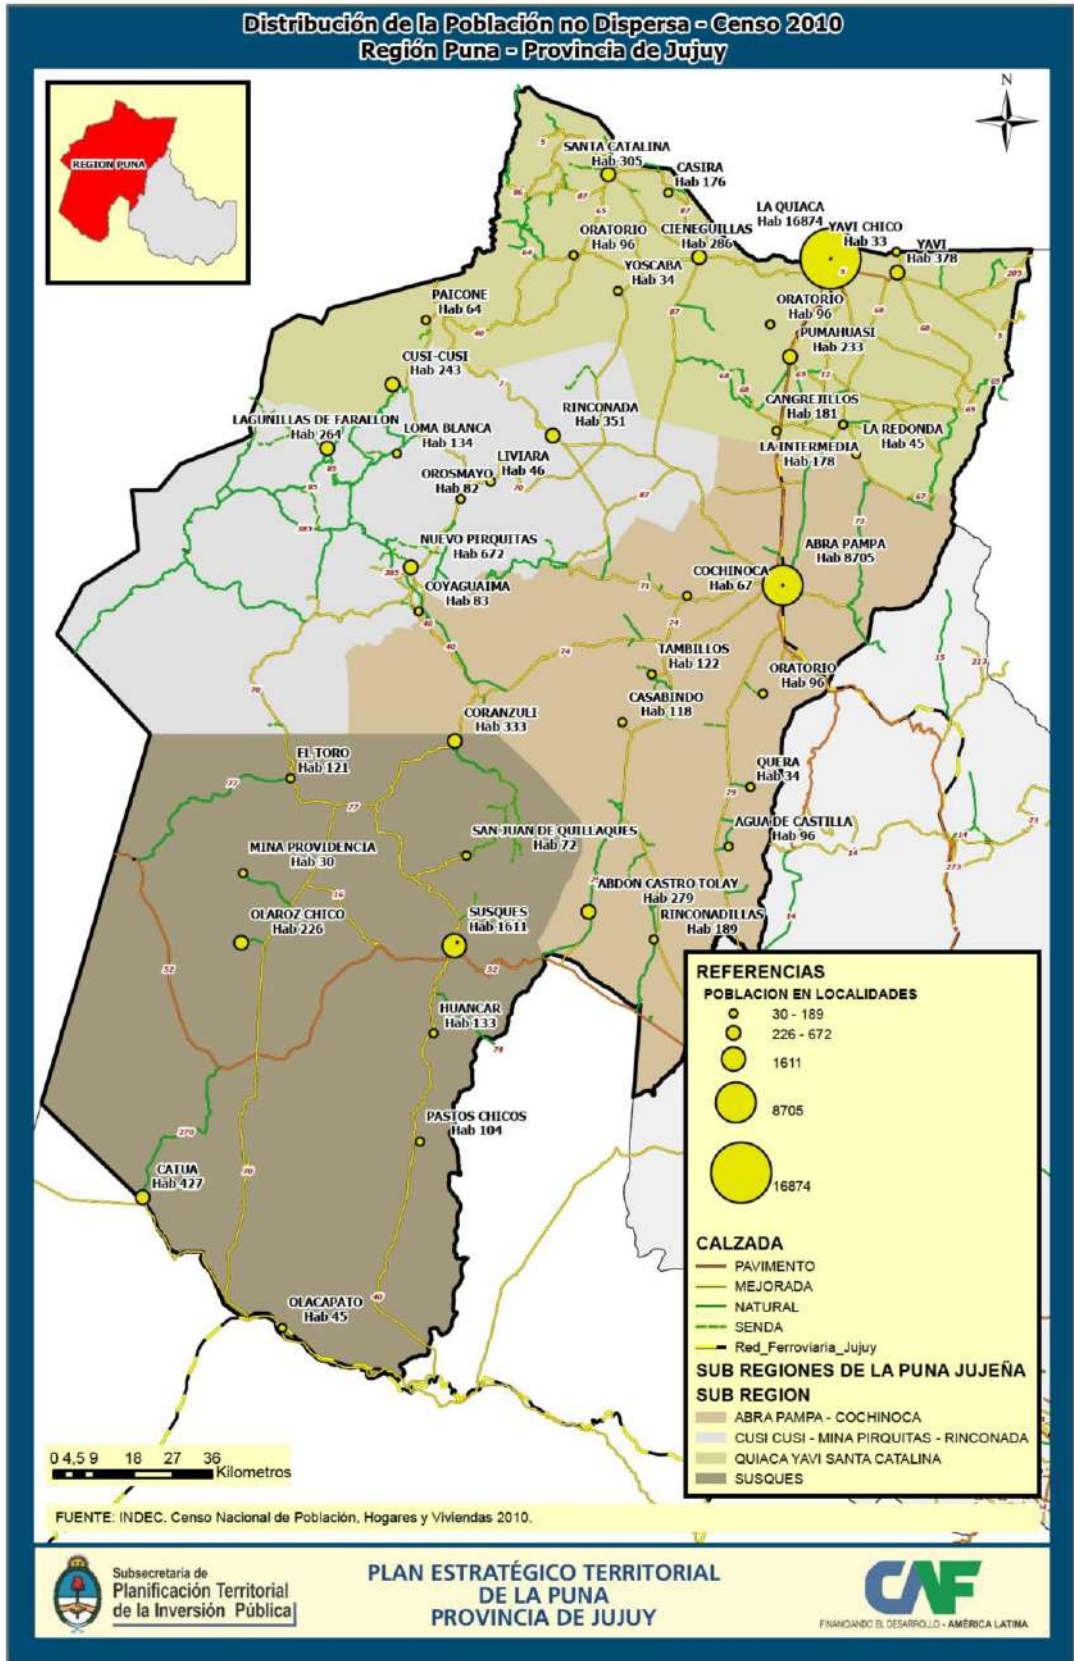 Distribución de la Población no Dispersa - Censo 2010
Región Puna - Provincia de Jujuy
REGION PUNA
N
SANTA CATALINA
Hab 305
CASIRA
Hab 176
LA QUIACA
Hab 16874
YAVI CHICO
Hab 33
YAVI
Hab 378
ORATORIO
Hab 96
CIENEGUILLAS
Hab 286
YOSCABA
Hab 34
PAICONE
Hab 64
ORATORIO
Hab 96
PUMAHUASI
Hab 233
CUSI-CUSI
Hab 243
CANGREJILLOS
Hab 181
LAGUNILLAS DE FARALLON
Hab 264
LOMA BLANCA
Hab 134
RINCONADA
Hab 351
LA REDONDA
Hab 45
LA INTERMEDIA
Hab 178
LIVIARA
Hab 46
OROSMAYO
Hab 82
NUEVO PIRQUITAS
Hab 672
ABRA PAMPA
Hab 8705
COYAGUAIMA
Hab 83
COCHINOCA
Hab 67
TAMBILLOS
Hab 122
ORATORIO
Hab 96
CASABINDO
Hab 118
CORANZULI
Hab 333
EL TORO
Hab 121
QUERA
Hab 34
AGUA DE CASTILLA
Hab 96
SAN JUAN DE QUILLAQUES
Hab 72
MINA PROVIDENCIA
Hab 30
ABDON CASTRO TOLAY
Hab 279
OLAROZ CHICO
Hab 226
SUSQUES
Hab 1611
RINCONADILLAS
Hab 189
HUANCAR
Hab 133
PASTOS CHICOS
Hab 104
CATUA
Hab 427
OLACAPATO
Hab 45
REFERENCIAS
POBLACION EN LOCALIDADES
30 - 189
226 - 672
1611
8705
16874
CALZADA
PAVIMENTO
MEJORADA
NATURAL
SENDA
Red_Ferroviaria_Jujuy
SUB REGIONES DE LA PUNA JUJEÑA
SUB REGION
ABRA PAMPA - COCHINOCA
CUSI CUSI - MINA PIRQUITAS - RINCONADA
QUIACA YAVI SANTA CATALINA
SUSQUES
0 4,5 9 18 27 36
Kilometros
FUENTE: INDEC. Censo Nacional de Población, Hogares y Viviendas 2010.
Subsecretaría de
Planificación Territorial
de la Inversión Pública
PLAN ESTRATÉGICO TERRITORIAL
DE LA PUNA
PROVINCIA DE JUJUY
CAF
FINANCIANDO EL DESARROLLO - AMÉRICA LATINA